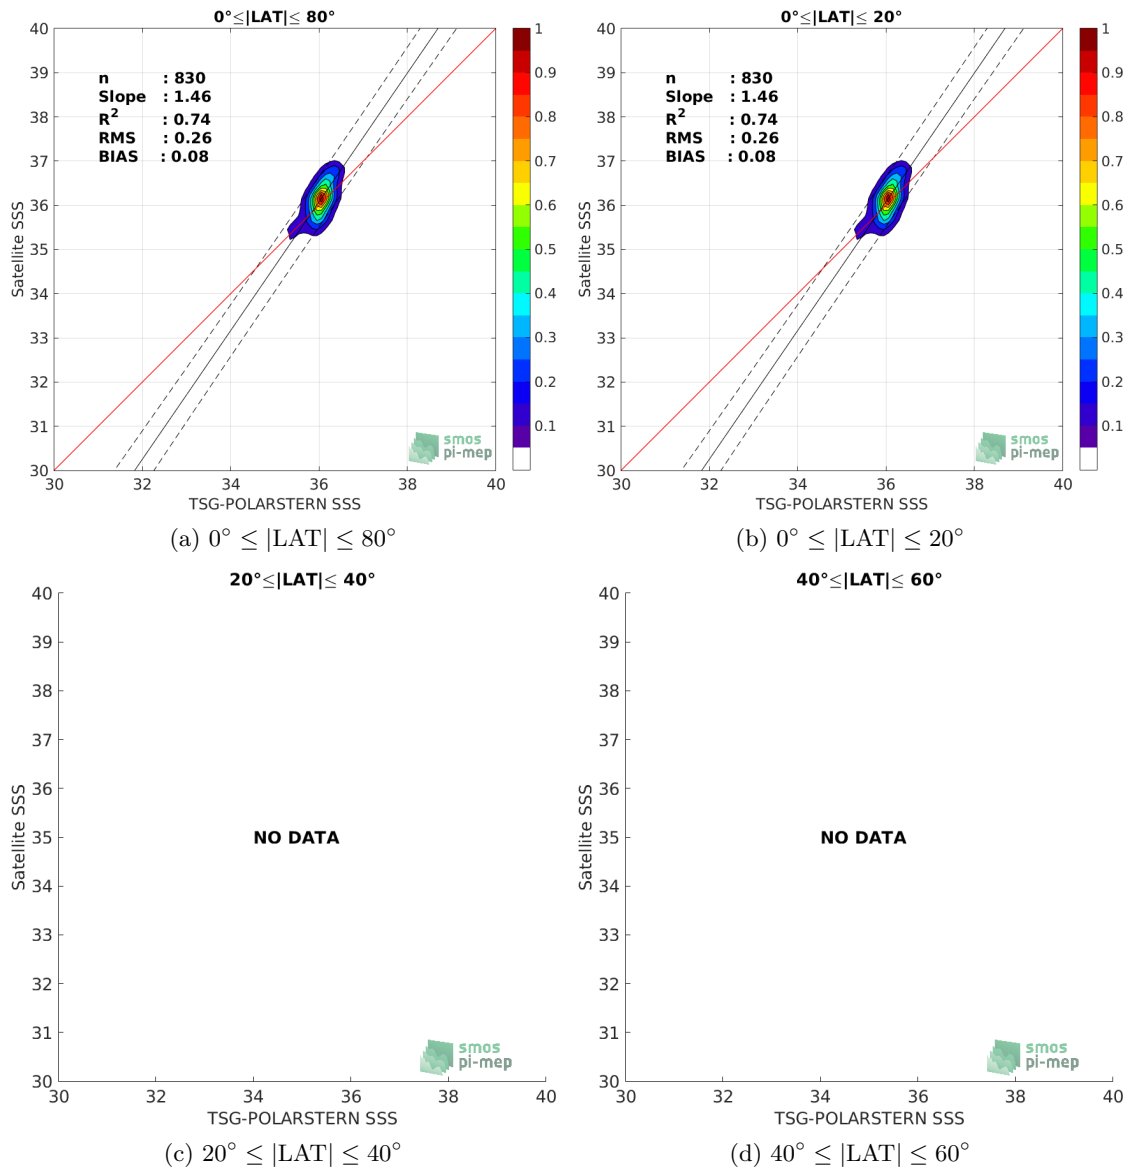 0°≤|LAT|≤ 80°
40
39
38
37
36
35
34
33
32
31
30
Satellite SSS
n : 830
Slope : 1.46
R2 : 0.74
RMS : 0.26
BIAS : 0.08
smos
pi-mep
30 32 34 36 38 40
TSG-POLARSTERN SSS
1
0.9
0.8
0.7
0.6
0.5
0.4
0.3
0.2
0.1
(a) 0° ≤ |LAT| ≤ 80°
0°≤|LAT|≤ 20°
40
39
38
37
36
35
34
33
32
31
30
Satellite SSS
n : 830
Slope : 1.46
R2 : 0.74
RMS : 0.26
BIAS : 0.08
smos
pi-mep
30 32 34 36 38 40
TSG-POLARSTERN SSS
1
0.9
0.8
0.7
0.6
0.5
0.4
0.3
0.2
0.1
(b) 0° ≤ |LAT| ≤ 20°
20°≤|LAT|≤ 40°
40
39
38
37
36
35
34
33
32
31
30
Satellite SSS
NO DATA
smos
pi-mep
30 32 34 36 38 40
TSG-POLARSTERN SSS
(c) 20° ≤ |LAT| ≤ 40°
40°≤|LAT|≤ 60°
40
39
38
37
36
35
34
33
32
31
30
Satellite SSS
NO DATA
smos
pi-mep
30 32 34 36 38 40
TSG-POLARSTERN SSS
(d) 40° ≤ |LAT| ≤ 60°